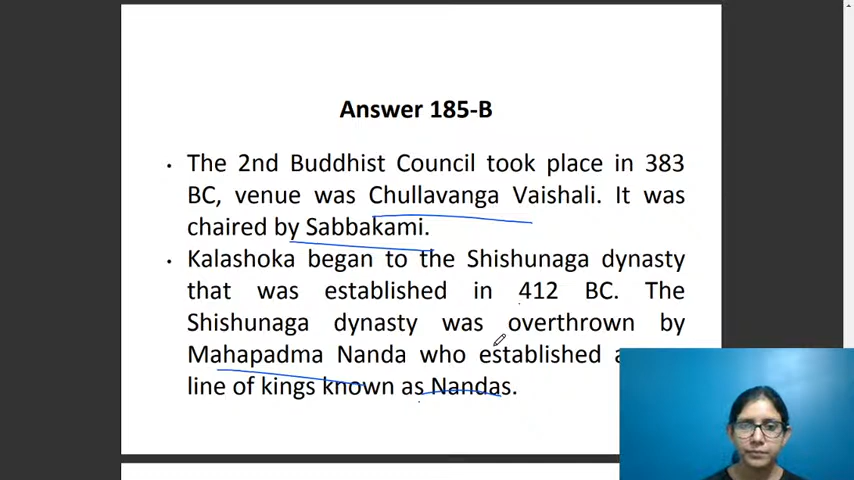 Answer 185-B
• The 2nd Buddhist Council took place in 383
BC, venue was Chullavanga Vaishali. It was
chaired by Sabbakami.
• Kalashoka began to the Shishunaga dynasty
that was established in 412 BC. The
Shishunaga dynasty was overthrown by
Mahapadma Nanda who established
line of kings known as Nandas.